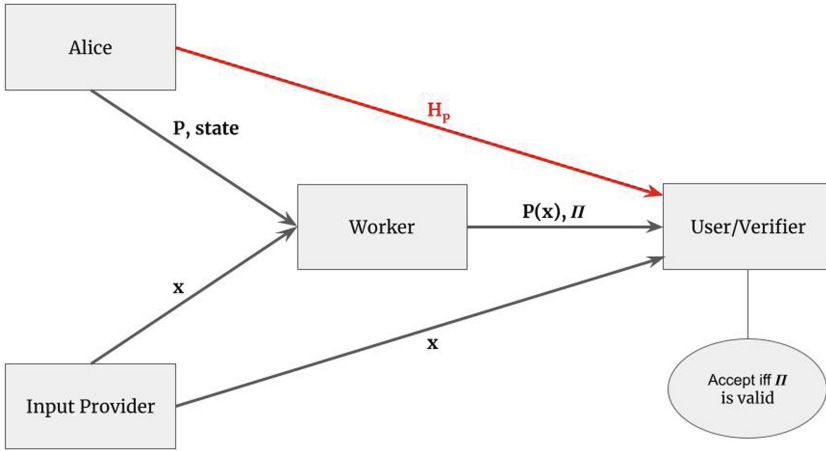 Alice
H_p
P, state
Worker
P(x), Π
User/Verifier
x
x
Input Provider
Accept iff Π
is valid